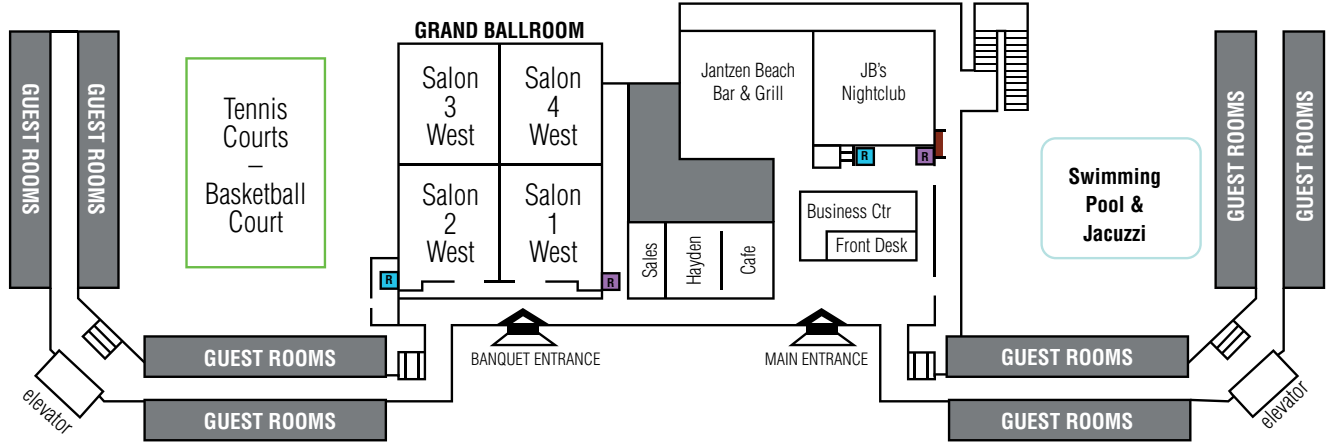 GRAND BALLROOM
GUEST ROOMS
GUEST ROOMS
Tennis
Courts
–
Basketball
Court
Salon
3
West
Salon
4
West
Salon
2
West
Salon
1
West
R
R
Jantzen Beach
Bar & Grill
JB's
Nightclub
R
R
Sales
Hayden
Cafe
Business Ctr
Front Desk
Swimming
Pool &
Jacuzzi
GUEST ROOMS
GUEST ROOMS
BANQUET ENTRANCE
MAIN ENTRANCE
GUEST ROOMS
GUEST ROOMS
elevator
GUEST ROOMS
GUEST ROOMS
elevator